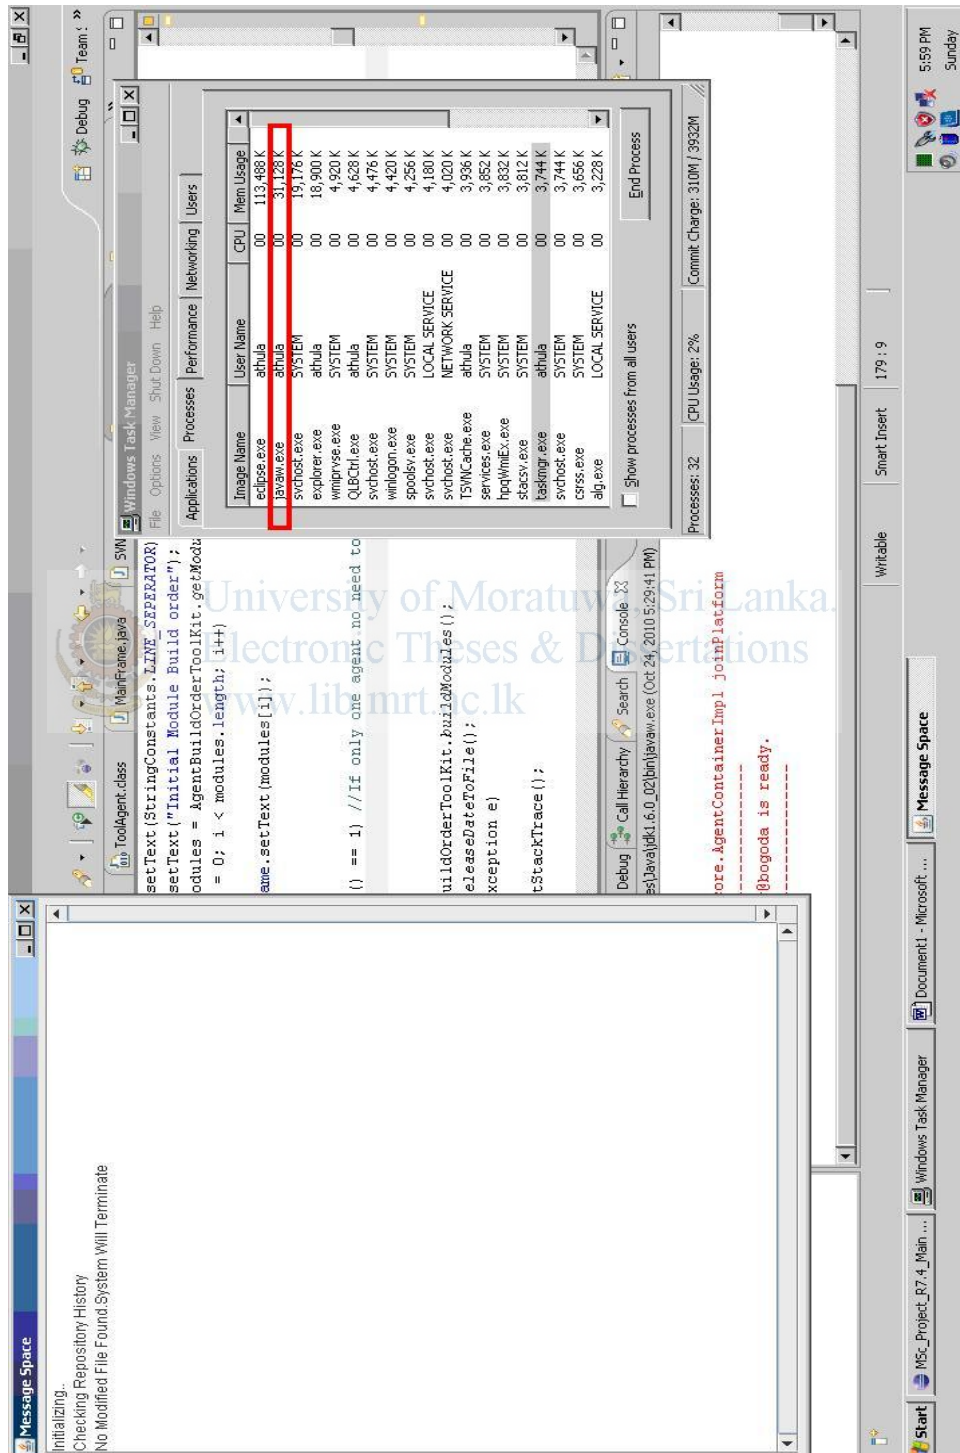 Message Space
Initializing..
Checking Repository History
No Modified File Found.System Will Terminate
Debug
Team
ToolAgent.class
MainFrame.java
SVN
setText(StringConstants.LINE_SEPERATOR)
setText("Initial Module Build order");
odules = AgentBuildOrderToolKit.getModu
= 0; i < modules.length; i++)
ame.setText(modules[i]);
() == 1) //If only one agent no need to
uildOrderToolKit.buildModules();
eleaseDateToFile();
xception e)
tStackTrace();
Debug
Call Hierarchy
Search
Console
es\Java\jdk1.6.0_02\bin\javaw.exe (Oct 24, 2010 5:29:41 PM)
ore.AgentContainerImpl joinPlatform
--------------------------------
@bogoda is ready.
--------------------------------
Windows Task Manager
File Options View Shut Down Help
Applications Processes Performance Networking Users
Image Name User Name CPU Mem Usage
eclipse.exe athula 00 113,488 K
javaw.exe athula 00 31,128 K
svchost.exe SYSTEM 00 19,176 K
explorer.exe athula 00 18,900 K
wmiprvse.exe SYSTEM 00 4,920 K
QLBCtrl.exe athula 00 4,628 K
svchost.exe SYSTEM 00 4,476 K
winlogon.exe SYSTEM 00 4,420 K
spoolsv.exe SYSTEM 00 4,256 K
svchost.exe LOCAL SERVICE 00 4,180 K
svchost.exe NETWORK SERVICE 00 4,020 K
TSVNCache.exe athula 00 3,936 K
services.exe SYSTEM 00 3,852 K
hpqWmiEx.exe SYSTEM 00 3,832 K
stacsv.exe SYSTEM 00 3,812 K
taskmgr.exe athula 00 3,744 K
svchost.exe SYSTEM 00 3,744 K
csrss.exe SYSTEM 00 3,656 K
alg.exe LOCAL SERVICE 00 3,228 K
Show processes from all users
End Process
Processes: 32 CPU Usage: 2% Commit Charge: 310M / 3932M
Writable Smart Insert 179 : 9
Start
MSc_Project_R7.4_Main ...
Windows Task Manager
Document1 - Microsoft ...
Message Space
5:59 PM
Sunday
University of Moratuwa, Sri Lanka.
Electronic Theses & Dissertations
www.lib.mrt.ac.lk